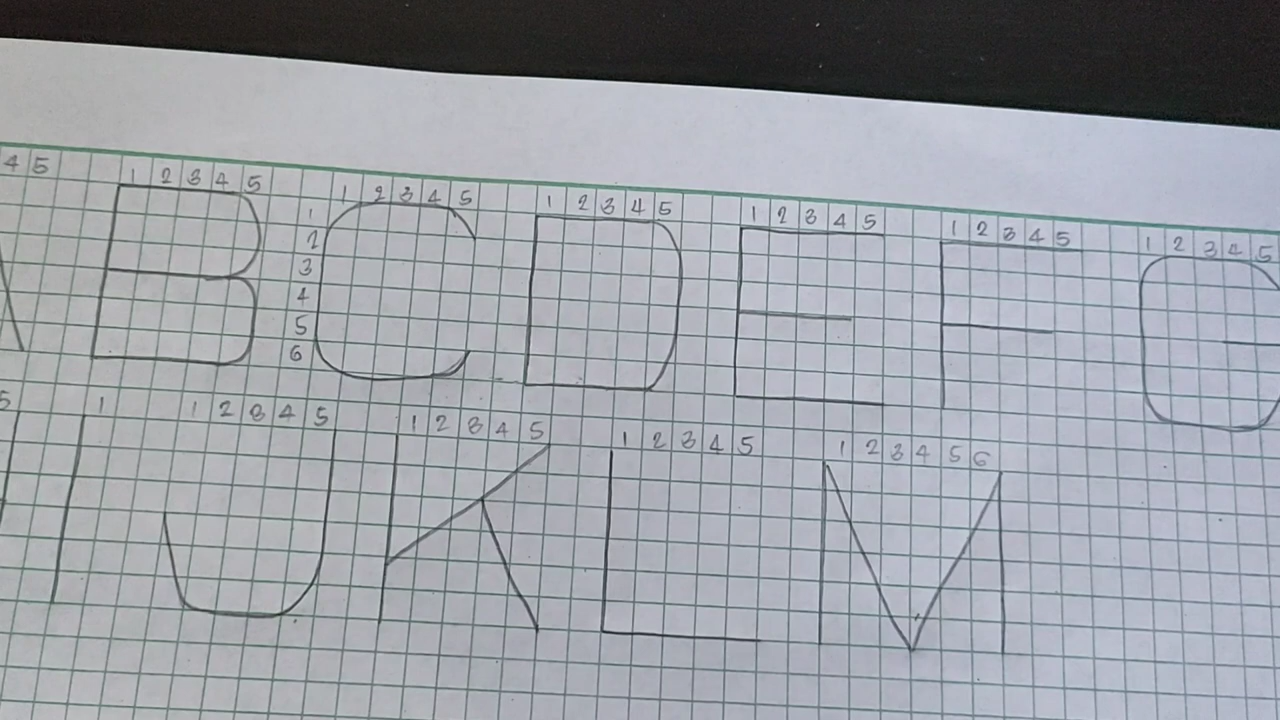 4 5 1 2 3 4 5 1 2 3 4 5 1 2 3 4 5 1 2 3 4 5 1 2 3 4 5 1 2 3 4 5
B C D E F G
1
2
3
4
5
6
5 1 1 2 3 4 5 1 2 3 4 5 1 2 3 4 5 1 2 3 4 5 6
I J K L M